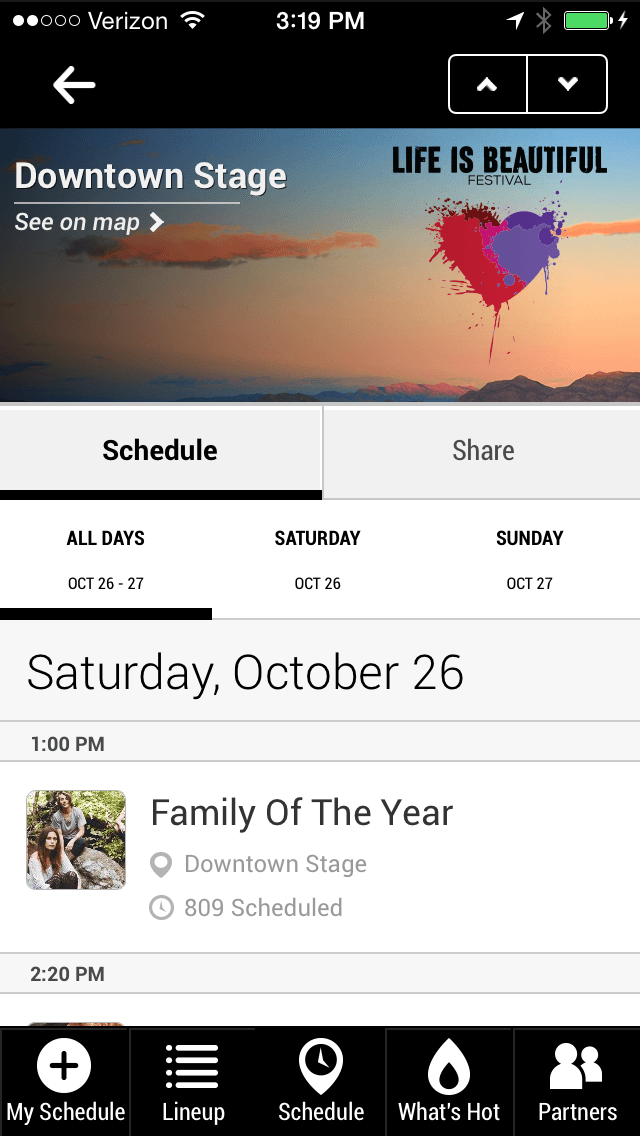 Verizon 3:19 PM
Downtown Stage
See on map
LIFE IS BEAUTIFUL
FESTIVAL
Schedule Share
ALL DAYS SATURDAY SUNDAY
OCT 26 - 27 OCT 26 OCT 27
Saturday, October 26
1:00 PM
Family Of The Year
Downtown Stage
809 Scheduled
2:20 PM
My Schedule Lineup Schedule What's Hot Partners